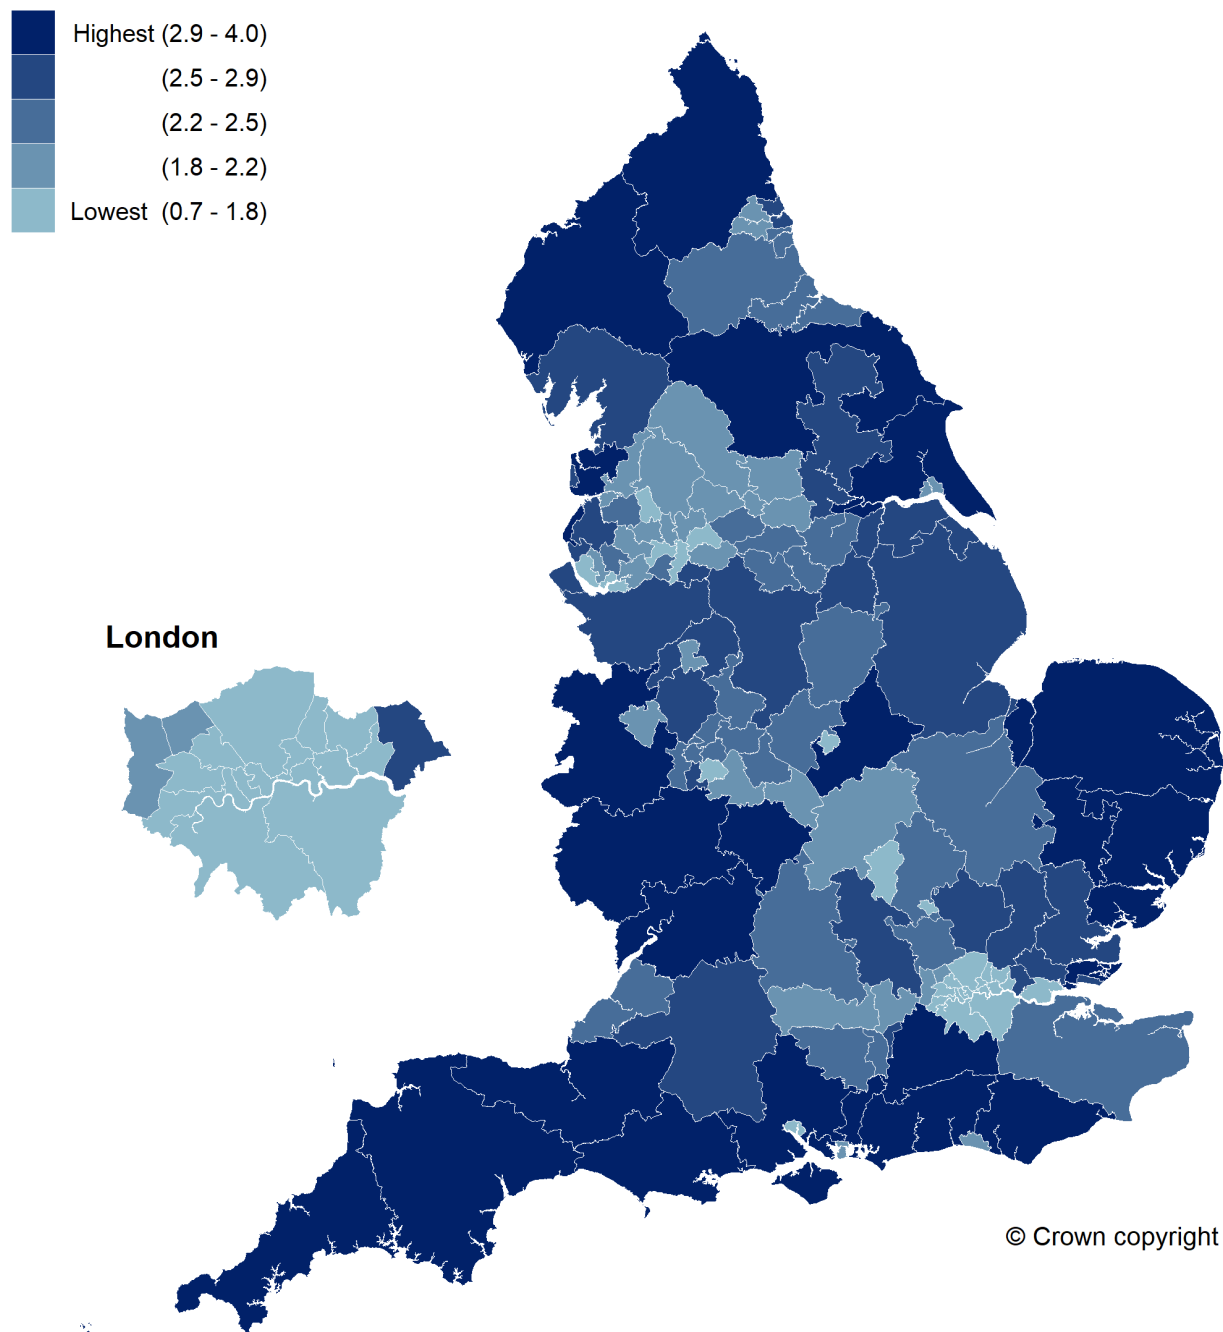 Highest (2.9 - 4.0)
(2.5 - 2.9)
(2.2 - 2.5)
(1.8 - 2.2)
Lowest (0.7 - 1.8)
London
© Crown copyright